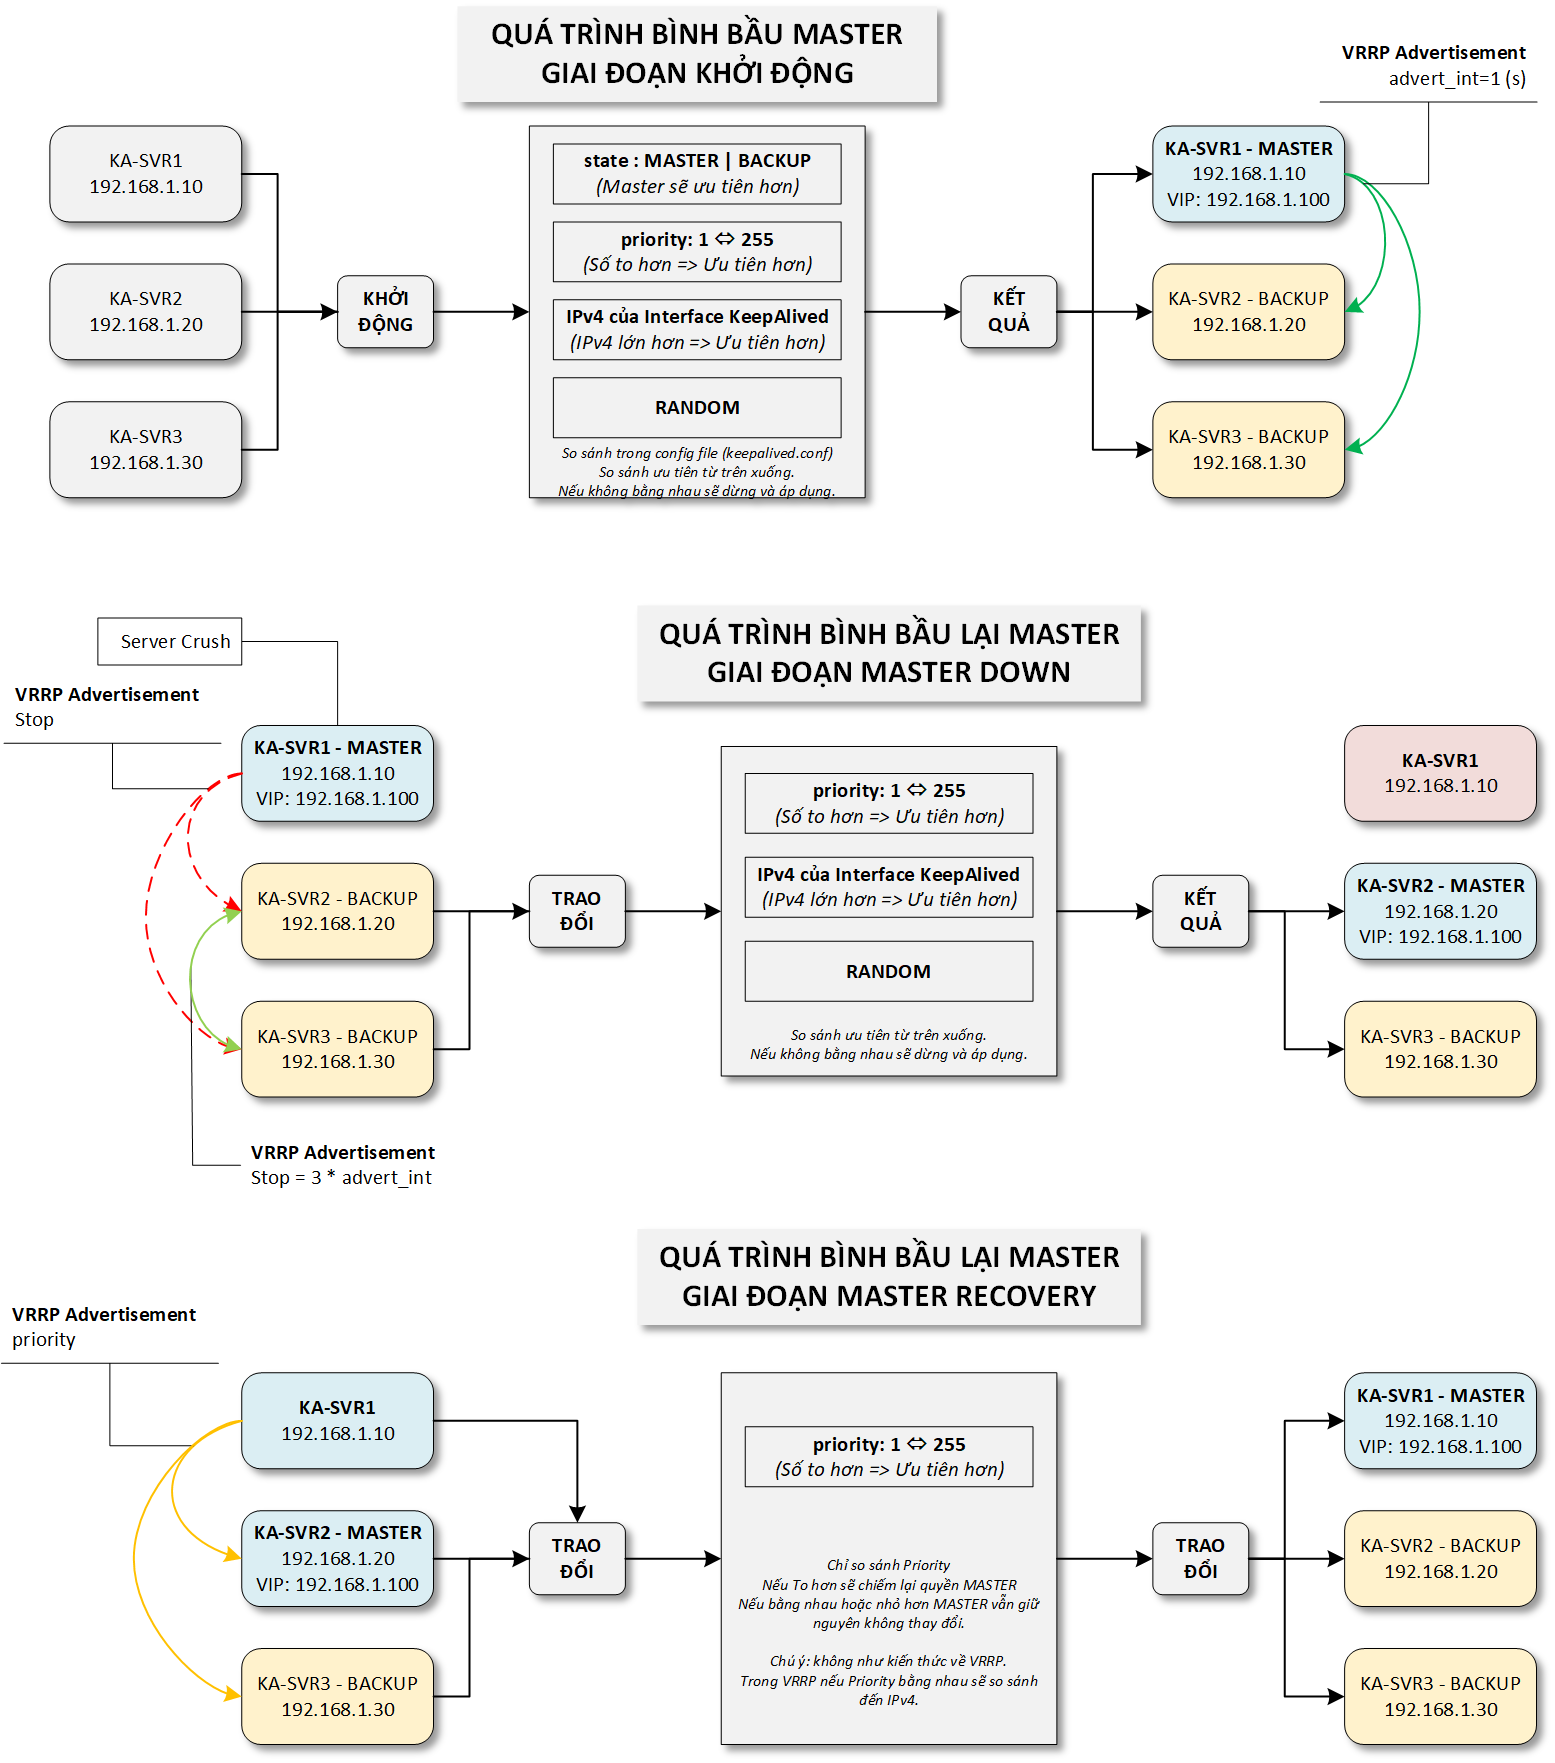 QUÁ TRÌNH BÌNH BẦU MASTER
GIAI ĐOẠN KHỞI ĐỘNG
VRRP Advertisement
advert_int=1 (s)
KA-SVR1
192.168.1.10
KA-SVR2
192.168.1.20
KA-SVR3
192.168.1.30
KHỞI
ĐỘNG
state : MASTER | BACKUP
(Master sẽ ưu tiên hơn)
priority: 1 ⇔ 255
(Số to hơn => Ưu tiên hơn)
IPv4 của Interface KeepAlived
(IPv4 lớn hơn => Ưu tiên hơn)
RANDOM
So sánh trong config file (keepalived.conf)
So sánh ưu tiên từ trên xuống.
Nếu không bằng nhau sẽ dừng và áp dụng.
KẾT
QUẢ
KA-SVR1 - MASTER
192.168.1.10
VIP: 192.168.1.100
KA-SVR2 - BACKUP
192.168.1.20
KA-SVR3 - BACKUP
192.168.1.30
QUÁ TRÌNH BÌNH BẦU LẠI MASTER
GIAI ĐOẠN MASTER DOWN
Server Crush
VRRP Advertisement
Stop
KA-SVR1 - MASTER
192.168.1.10
VIP: 192.168.1.100
KA-SVR2 - BACKUP
192.168.1.20
KA-SVR3 - BACKUP
192.168.1.30
VRRP Advertisement
Stop = 3 * advert_int
TRAO
ĐỔI
priority: 1 ⇔ 255
(Số to hơn => Ưu tiên hơn)
IPv4 của Interface KeepAlived
(IPv4 lớn hơn => Ưu tiên hơn)
RANDOM
So sánh ưu tiên từ trên xuống.
Nếu không bằng nhau sẽ dừng và áp dụng.
KẾT
QUẢ
KA-SVR1
192.168.1.10
KA-SVR2 - MASTER
192.168.1.20
VIP: 192.168.1.100
KA-SVR3 - BACKUP
192.168.1.30
QUÁ TRÌNH BÌNH BẦU LẠI MASTER
GIAI ĐOẠN MASTER RECOVERY
VRRP Advertisement
priority
KA-SVR1
192.168.1.10
KA-SVR2 - MASTER
192.168.1.20
VIP: 192.168.1.100
KA-SVR3 - BACKUP
192.168.1.30
TRAO
ĐỔI
priority: 1 ⇔ 255
(Số to hơn => Ưu tiên hơn)
Chỉ so sánh Priority
Nếu To hơn sẽ chiếm lại quyền MASTER
Nếu bằng nhau hoặc nhỏ hơn MASTER vẫn giữ
nguyên không thay đổi.
Chú ý: không như kiến thức về VRRP.
Trong VRRP nếu Priority bằng nhau sẽ so sánh
đến IPv4.
TRAO
ĐỔI
KA-SVR1 - MASTER
192.168.1.10
VIP: 192.168.1.100
KA-SVR2 - BACKUP
192.168.1.20
KA-SVR3 - BACKUP
192.168.1.30